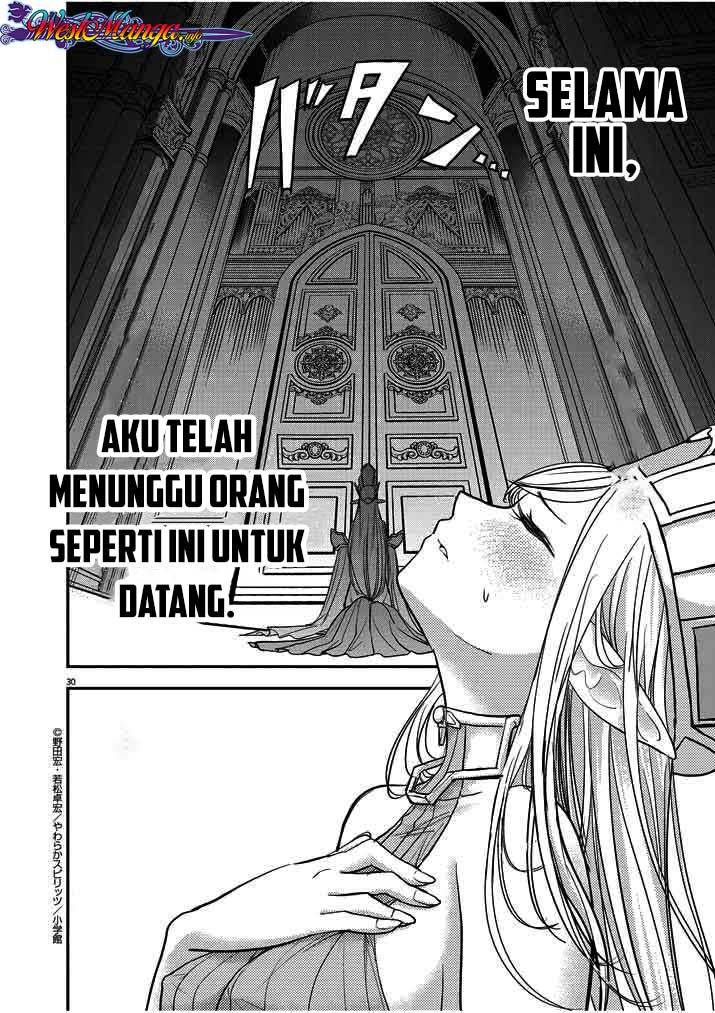 WestManga.info
バタン…
SELAMA
INI,
AKU TELAH
MENUNGGU ORANG
SEPERTI INI UNTUK
DATANG.
30
©野田宏・若松卓宏／やわらかスピリッツ／小学館